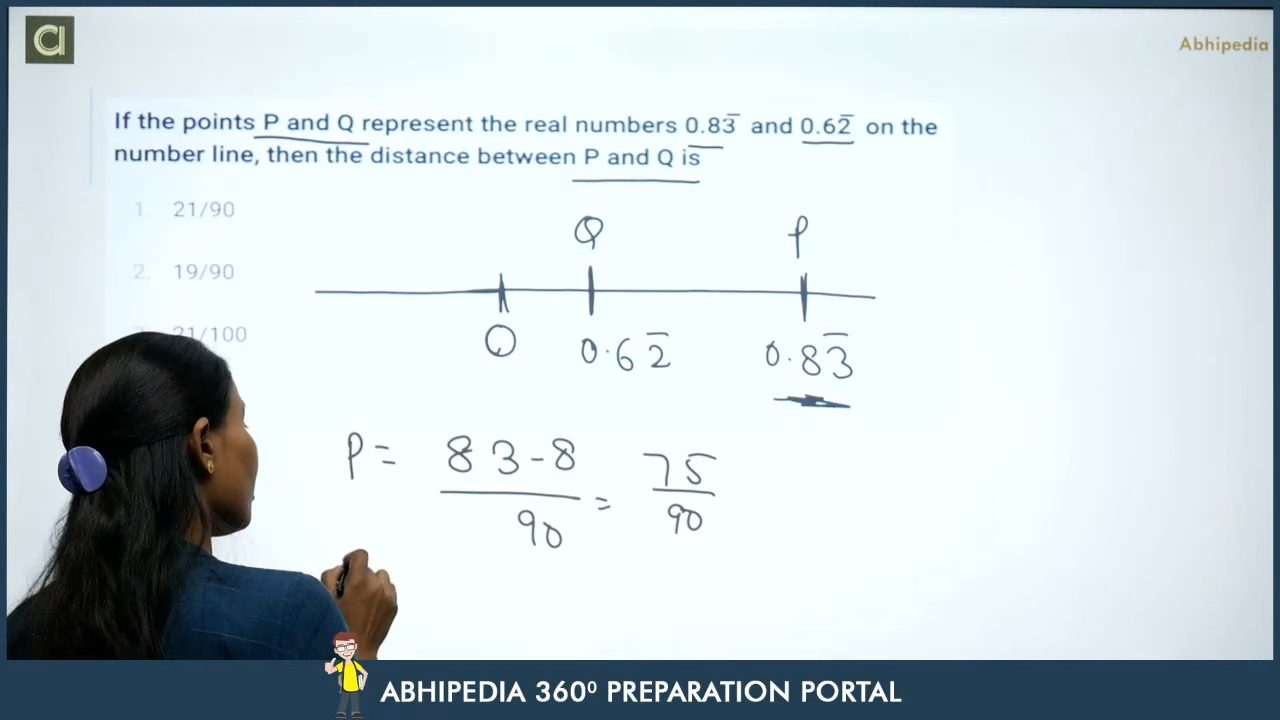 Abhipedia
If the points P and Q represent the real numbers 0.83̅ and 0.62̅ on the
number line, then the distance between P and Q is
1. 21/90
2. 19/90
21/100
Q P
O 0.62̅ 0.83̅
P = 83-8/90 = 75/90
ABHIPEDIA 360⁰ PREPARATION PORTAL